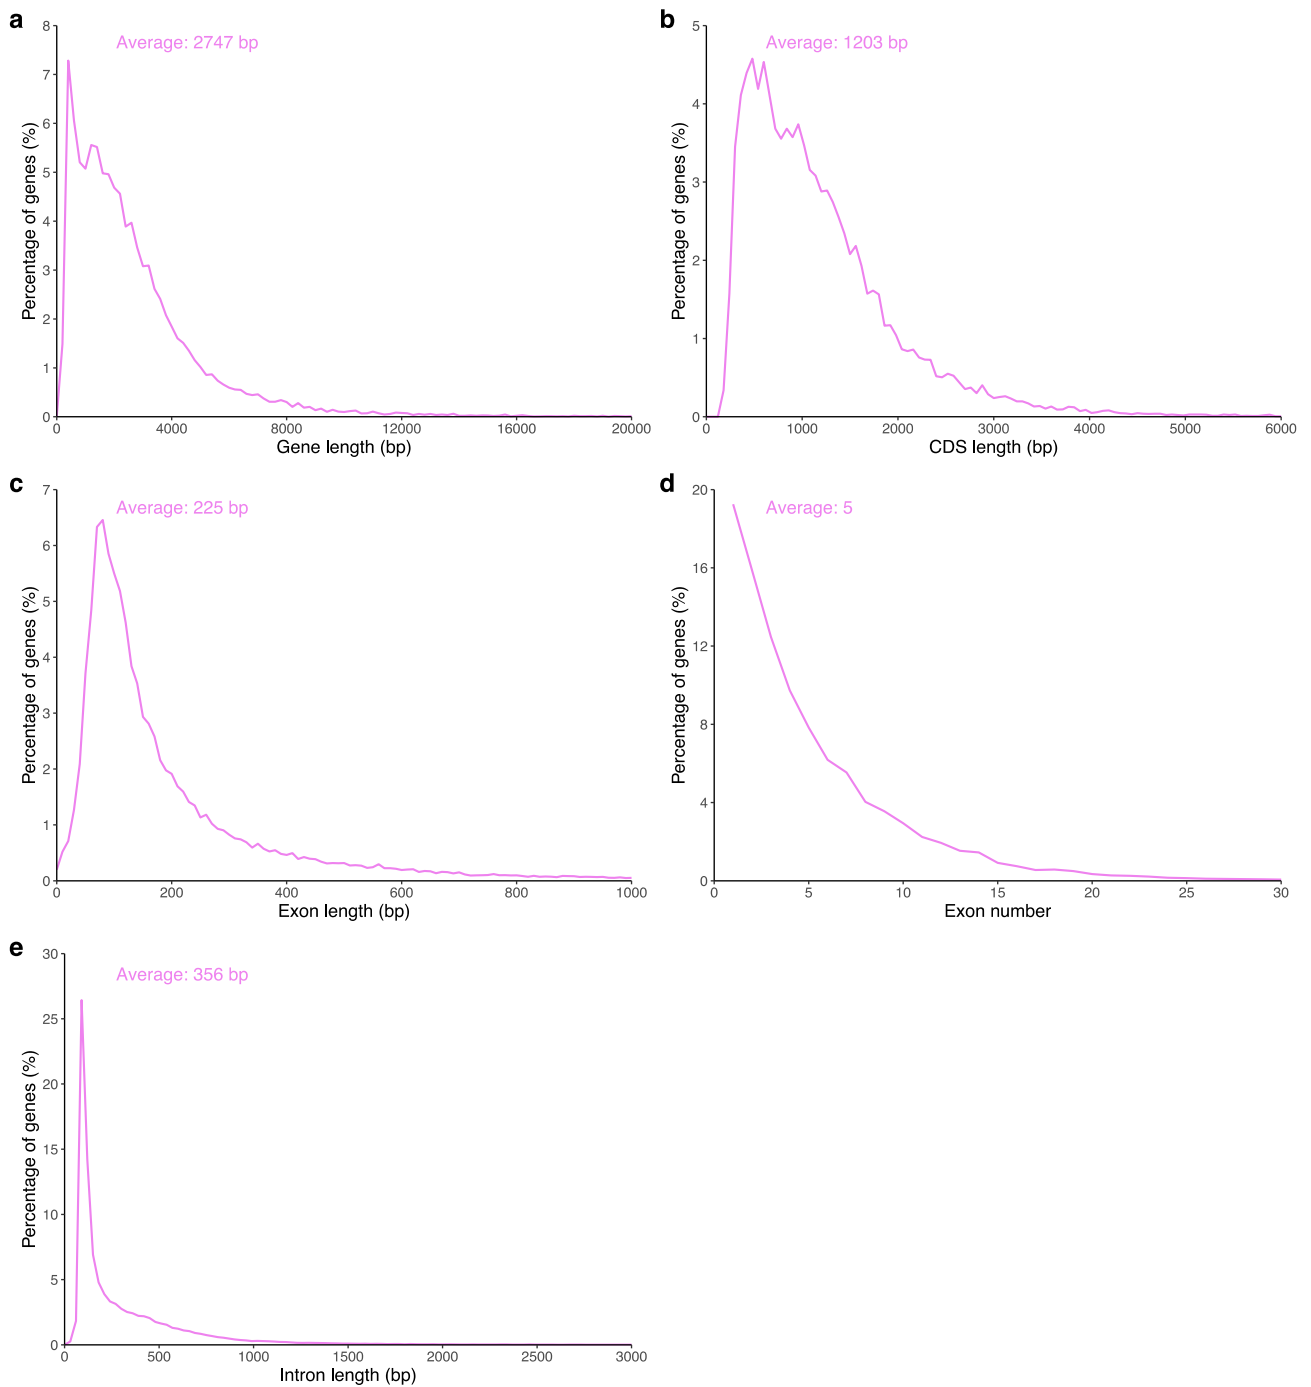 a
Average: 2747 bp
Percentage of genes (%)
8
7
6
5
4
3
2
1
0
0 4000 8000 12000 16000 20000
Gene length (bp)
b
Average: 1203 bp
Percentage of genes (%)
5
4
3
2
1
0
0 1000 2000 3000 4000 5000 6000
CDS length (bp)
c
Average: 225 bp
Percentage of genes (%)
7
6
5
4
3
2
1
0
0 200 400 600 800 1000
Exon length (bp)
d
Average: 5
Percentage of genes (%)
20
16
12
8
4
0
0 5 10 15 20 25 30
Exon number
e
Average: 356 bp
Percentage of genes (%)
30
25
20
15
10
5
0
0 500 1000 1500 2000 2500 3000
Intron length (bp)